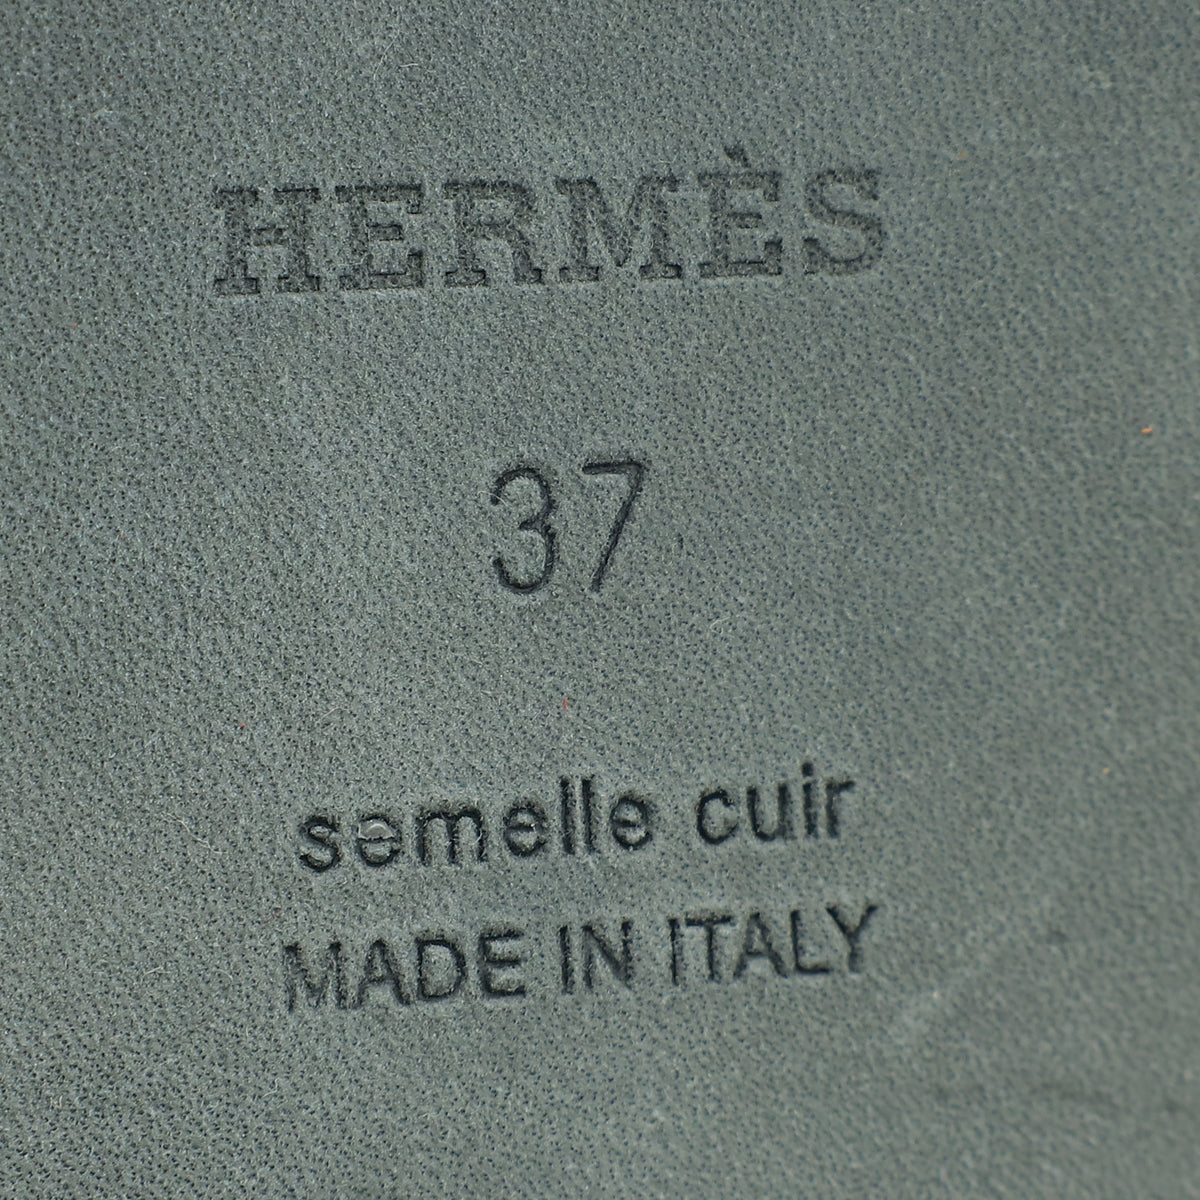 HERMÈS
37
semelle cuir
MADE IN ITALY